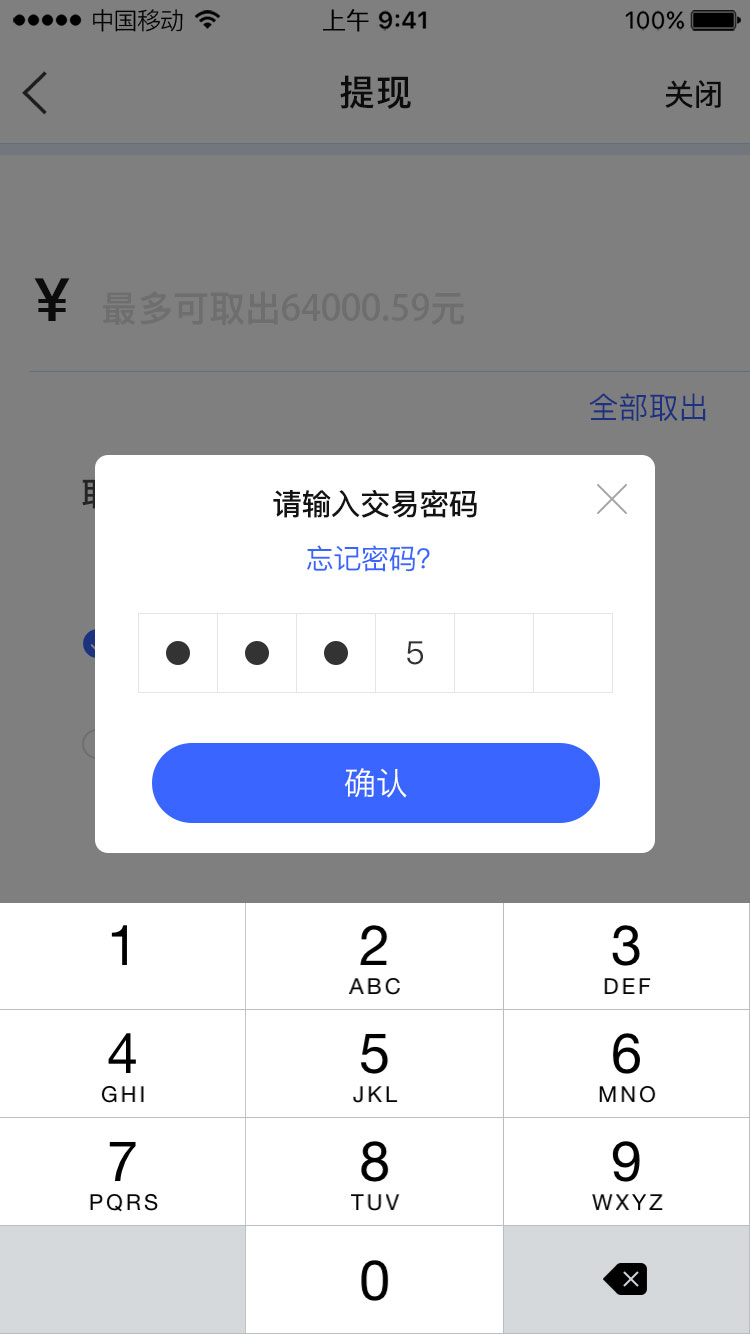 中国移动 上午 9:41 100%
提现 关闭
¥ 最多可取出64000.59元
全部取出
请输入交易密码
忘记密码?
5
确认
1 2 3
ABC DEF
4 5 6
GHI JKL MNO
7 8 9
PQRS TUV WXYZ
0